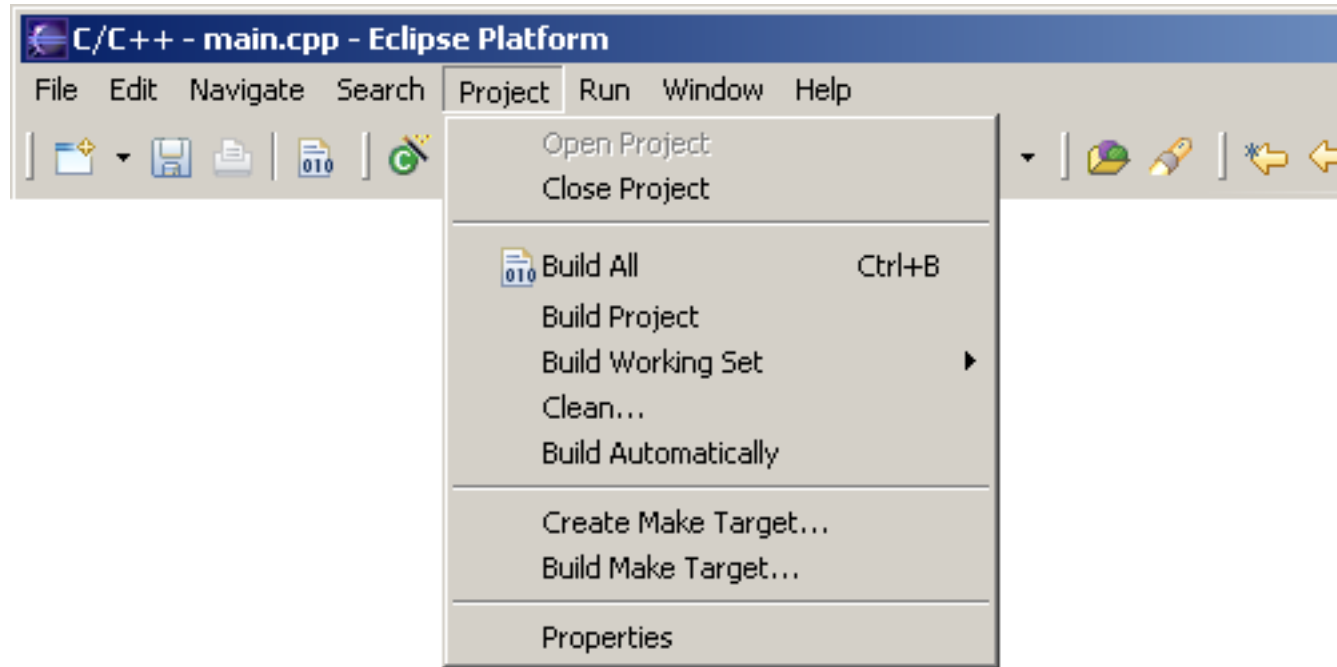 C/C++ - main.cpp - Eclipse Platform
File Edit Navigate Search Project Run Window Help
010
Open Project
Close Project
010 Build All Ctrl+B
Build Project
Build Working Set
Clean...
Build Automatically
Create Make Target...
Build Make Target...
Properties